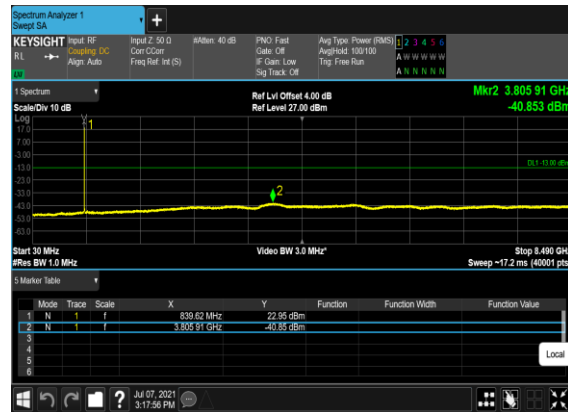 Spectrum Analyzer 1
Swept SA
KEYSIGHT Input: RF Input Z: 50 Ω #Atten: 40 dB PNO: Fast Avg Type: Power (RMS) 1 2 3 4 5 6
RL Coupling: DC Corr CCorr Gate: Off Avg|Hold: 100/100 A W W W W W
Align: Auto Freq Ref: Int (S) IF Gain: Low Trig: Free Run
Sig Track: Off A N N N N N
1 Spectrum
Ref Lvl Offset 4.00 dB Mkr2 3.805 91 GHz
Scale/Div 10 dB Ref Level 27.00 dBm -40.853 dBm
Log
17.0
7.00
-3.00
-13.0 DL1 -13.00 dBm
-23.0
-33.0
-43.0
-53.0
-63.0
1
2
Start 30 MHz Video BW 3.0 MHz* Stop 8.490 GHz
#Res BW 1.0 MHz Sweep ~17.2 ms (40001 pts)
5 Marker Table
Mode Trace Scale X Y Function Function Width Function Value
1 N 1 f 839.62 MHz 22.95 dBm
2 N 1 f 3.805 91 GHz -40.85 dBm
3
4
5
6
Local
Jul 07, 2021
3:17:56 PM